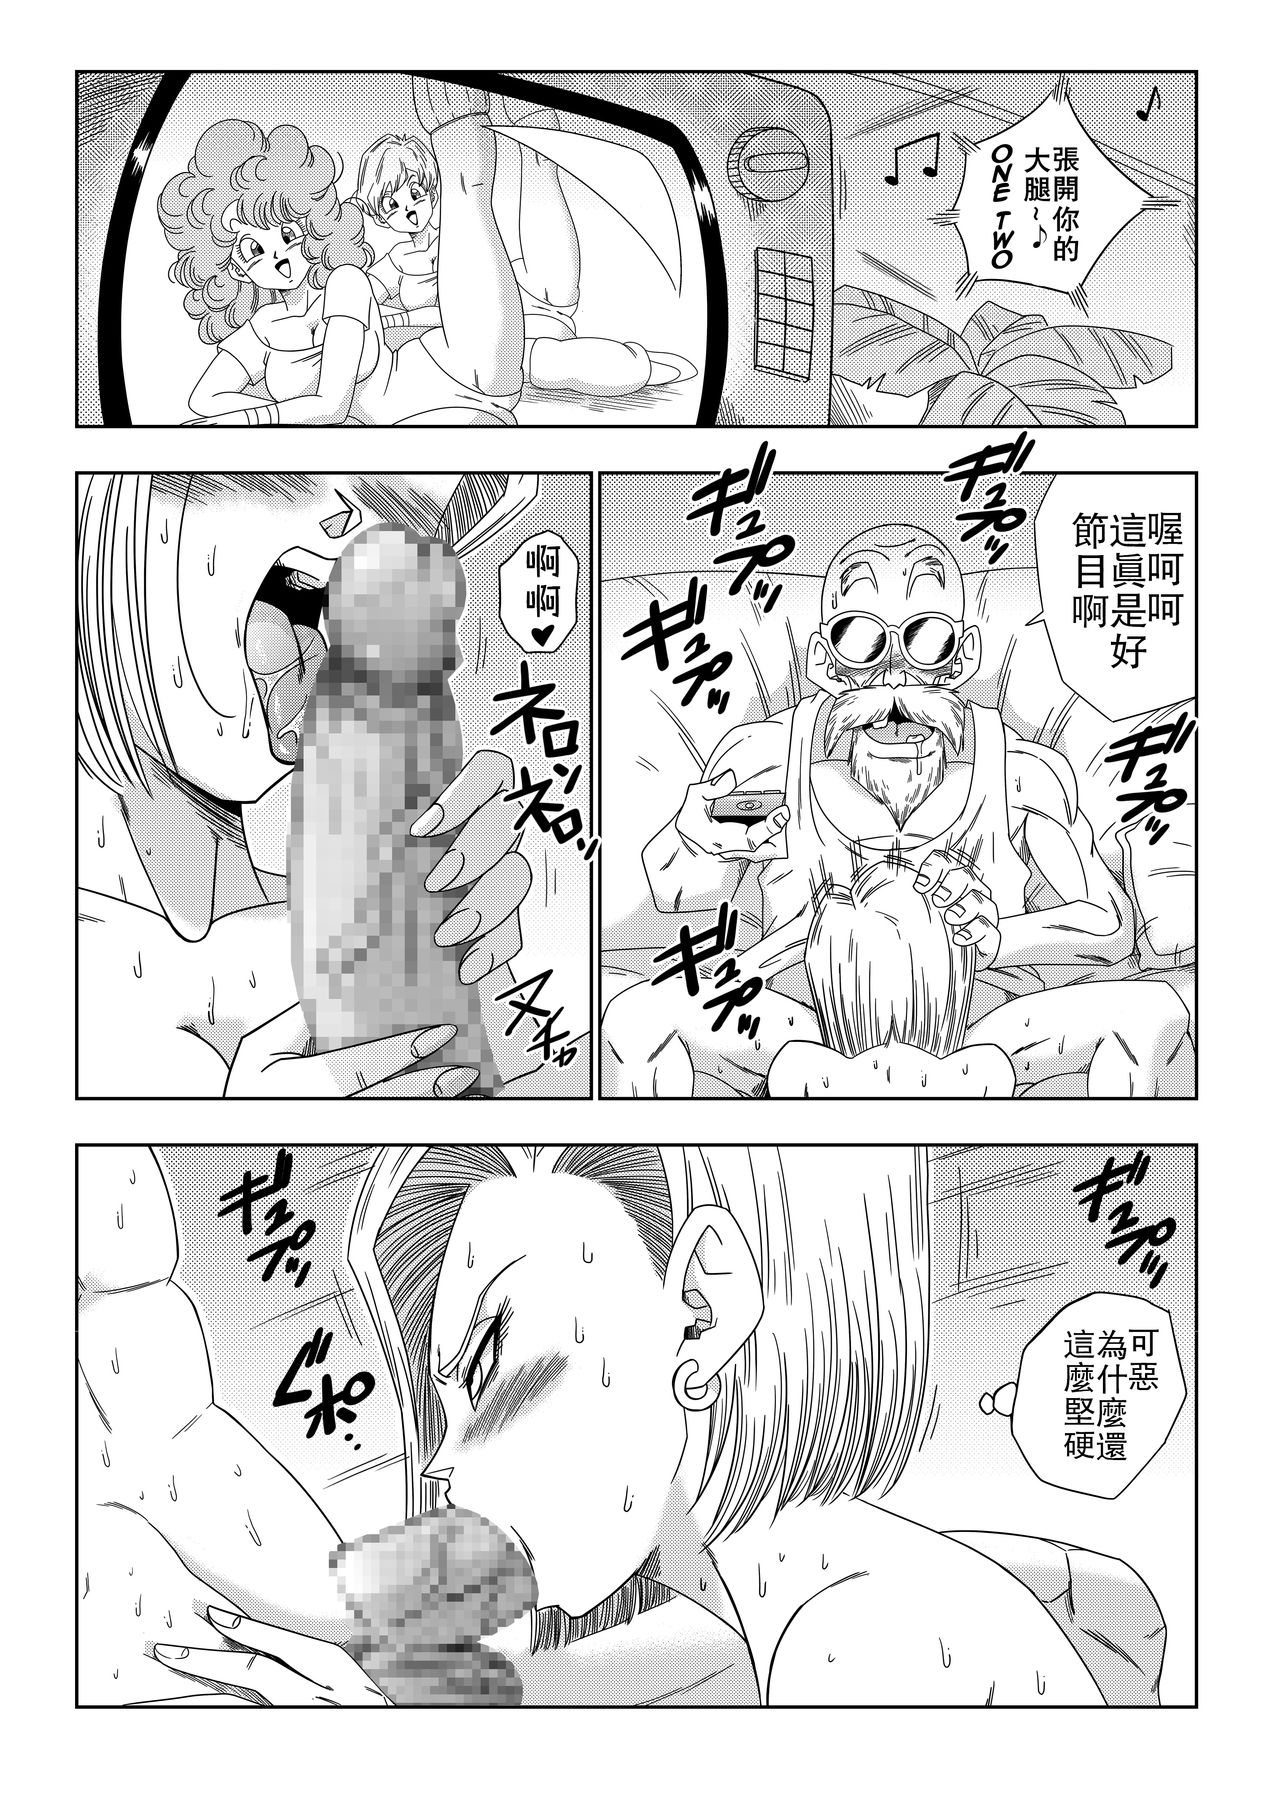 張開你的
大腿~♪
ONE TWO
喔呵呵
這真是好
節目啊
ギュプッ
ギュプッ
ギュプッ
ギュプッ
ギュプッ
啊
啊♥
ネロン
ネロン
ヌチャ
可惡
為什麼還
這麼堅硬
ギュプッ
ギュプッ
グポッ